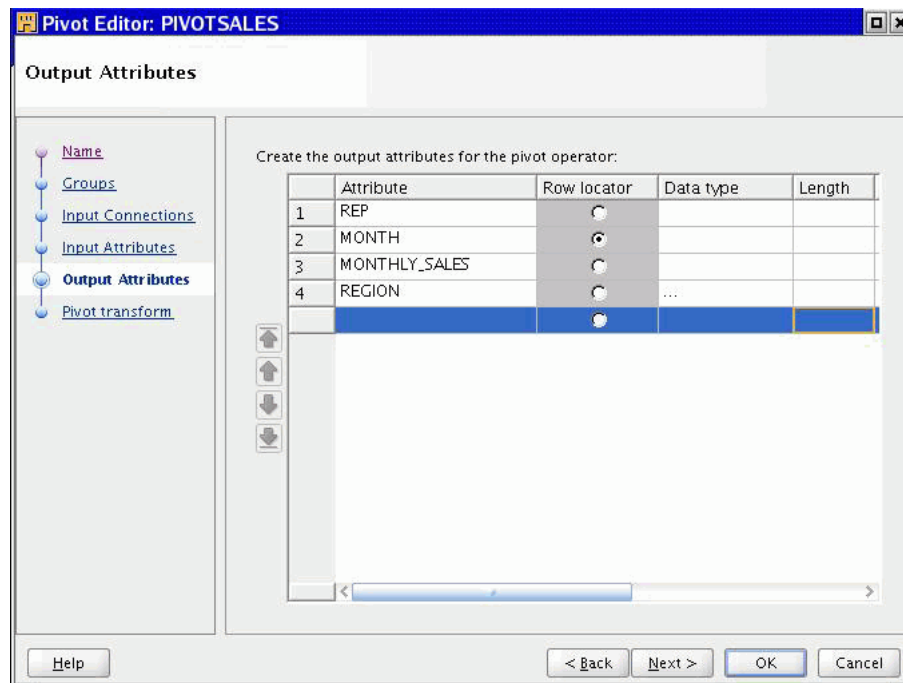 Pivot Editor: PIVOTSALES
Output Attributes
Name
Groups
Input Connections
Input Attributes
Output Attributes
Pivot transform
Create the output attributes for the pivot operator:
Attribute Row locator Data type Length
1 REP
2 MONTH
3 MONTHLY_SALES
4 REGION ...
Help < Back Next > OK Cancel